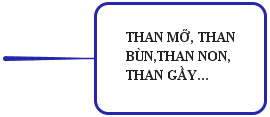 THAN MỠ, THAN
BÙN,THAN NON,
THAN GẦY...